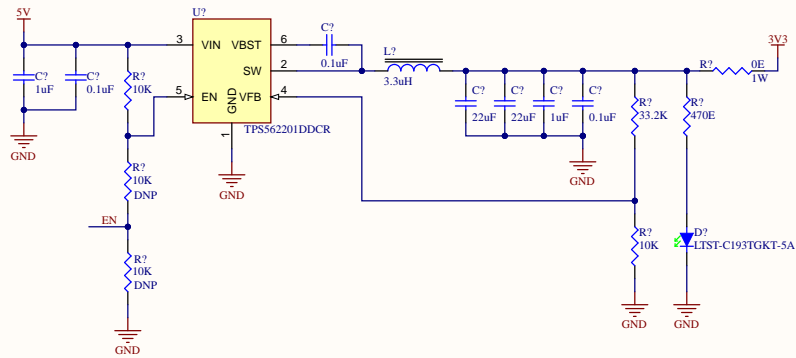 5V
U?
3
VIN
VBST
6
C?
0.1uF
SW
2
L?
3.3uH
5
EN
GND
VFB
4
1
TPS562201DDCR
GND
C?
1uF
C?
0.1uF
GND
R?
10K
R?
10K
DNP
EN
R?
10K
DNP
GND
C?
22uF
C?
22uF
C?
1uF
C?
0.1uF
GND
R?
33.2K
R?
470E
R?
0E
1W
3V3
R?
10K
GND
D?
LTST-C193TGKT-5A
GND